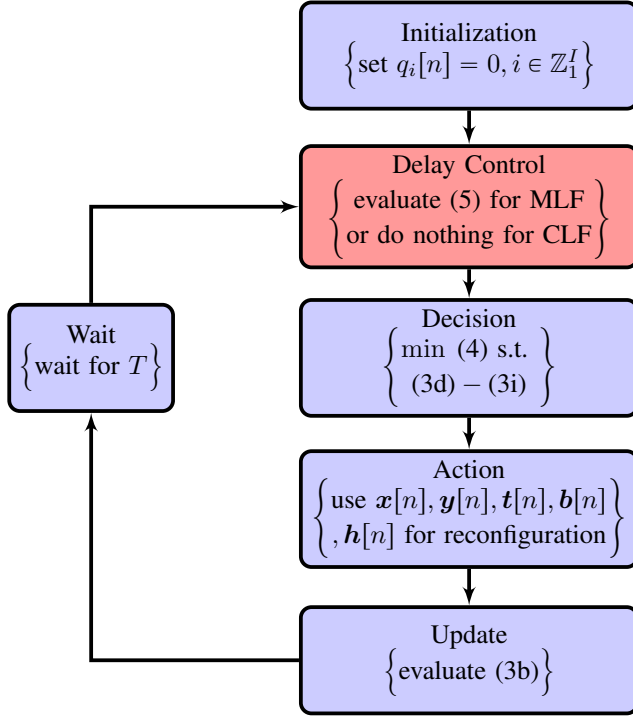 Initialization
{set q_i[n] = 0, i ∈ ℤ_1^I}
Delay Control
{evaluate (5) for MLF
or do nothing for CLF}
Wait
{wait for T}
Decision
{min (4) s.t.
(3d) − (3i)}
Action
{use x[n], y[n], t[n], b[n]
, h[n] for reconfiguration}
Update
{evaluate (3b)}